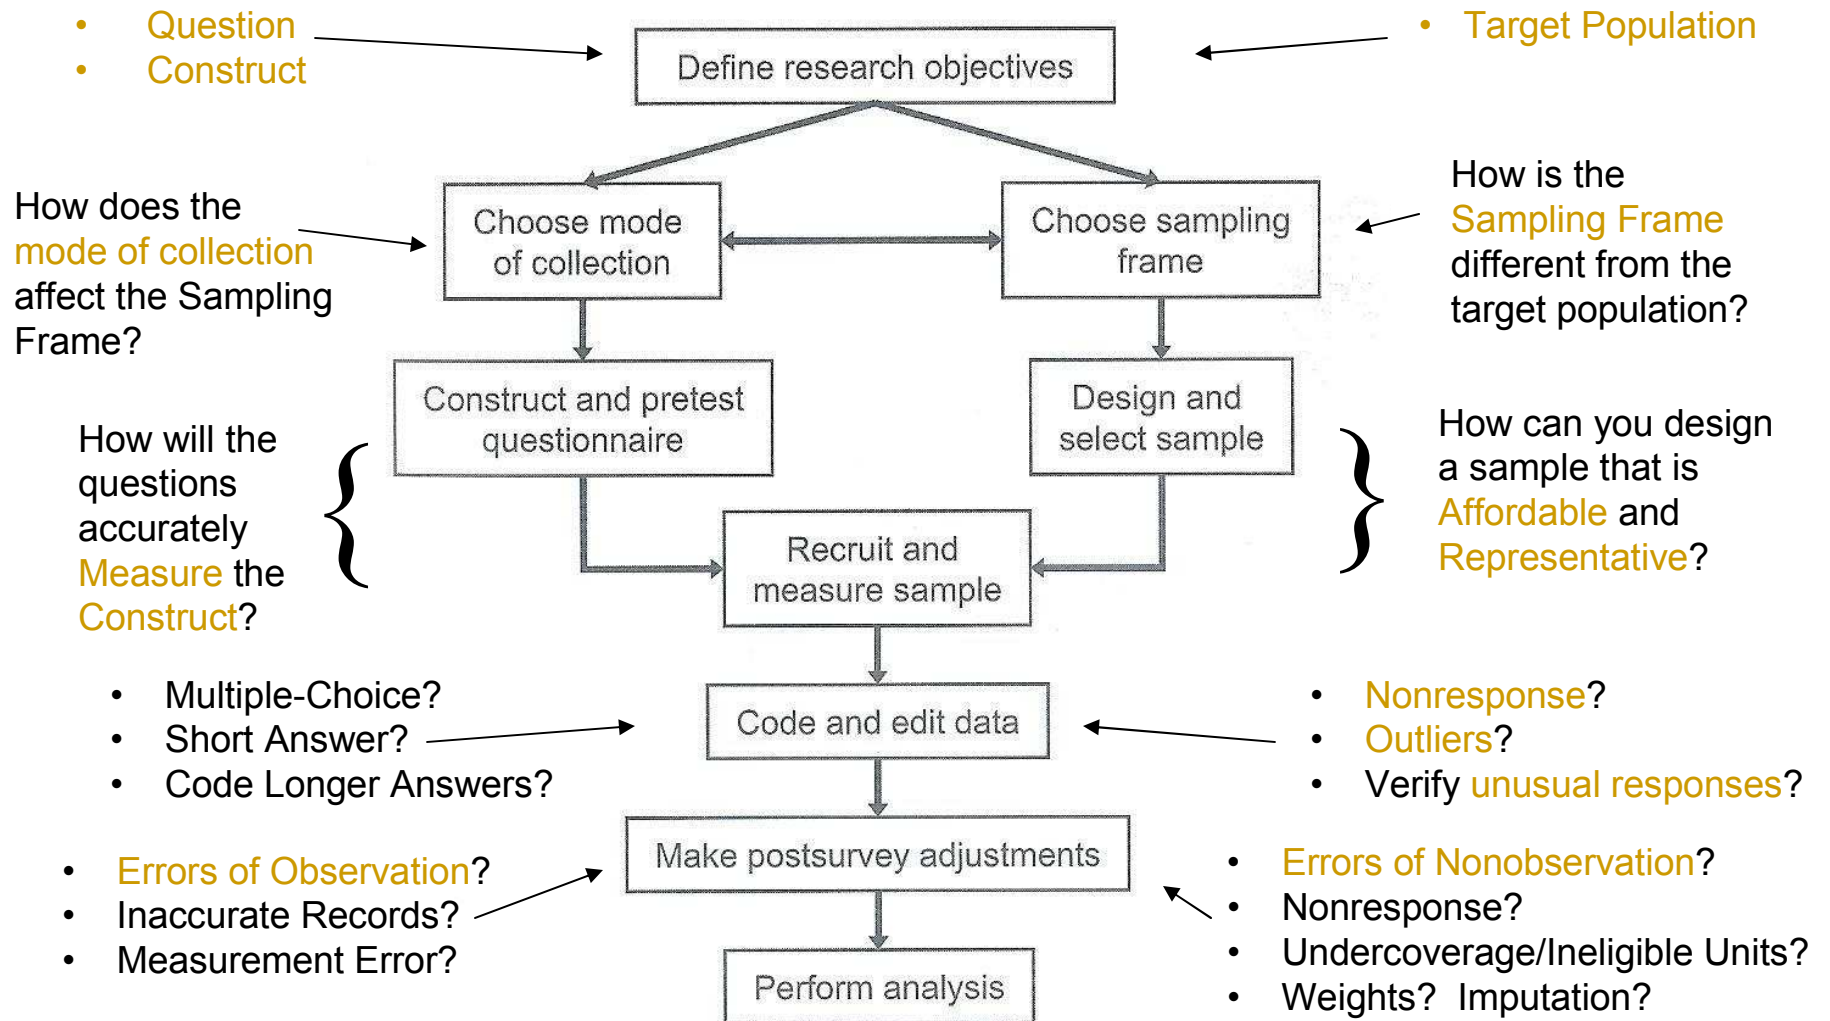 • Question
• Construct
• Target Population
Define research objectives
How does the
mode of collection
affect the Sampling
Frame?
Choose mode
of collection
Choose sampling
frame
How is the
Sampling Frame
different from the
target population?
How will the
questions
accurately
Measure the
Construct?
Construct and pretest
questionnaire
Design and
select sample
How can you design
a sample that is
Affordable and
Representative?
Recruit and
measure sample
• Multiple-Choice?
• Short Answer?
• Code Longer Answers?
Code and edit data
• Nonresponse?
• Outliers?
• Verify unusual responses?
• Errors of Observation?
• Inaccurate Records?
• Measurement Error?
Make postsurvey adjustments
• Errors of Nonobservation?
• Nonresponse?
• Undercoverage/Ineligible Units?
• Weights? Imputation?
Perform analysis